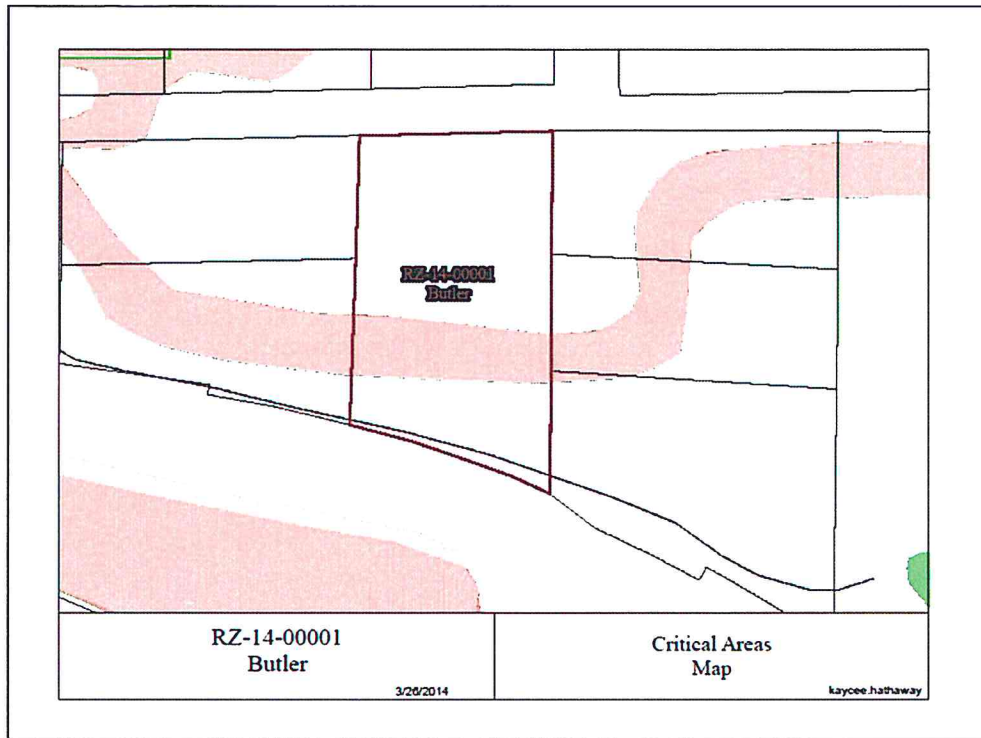 RZ-14-00001
Butler
RZ-14-00001
Butler
3/26/2014
Critical Areas
Map
kaycee.hathaway